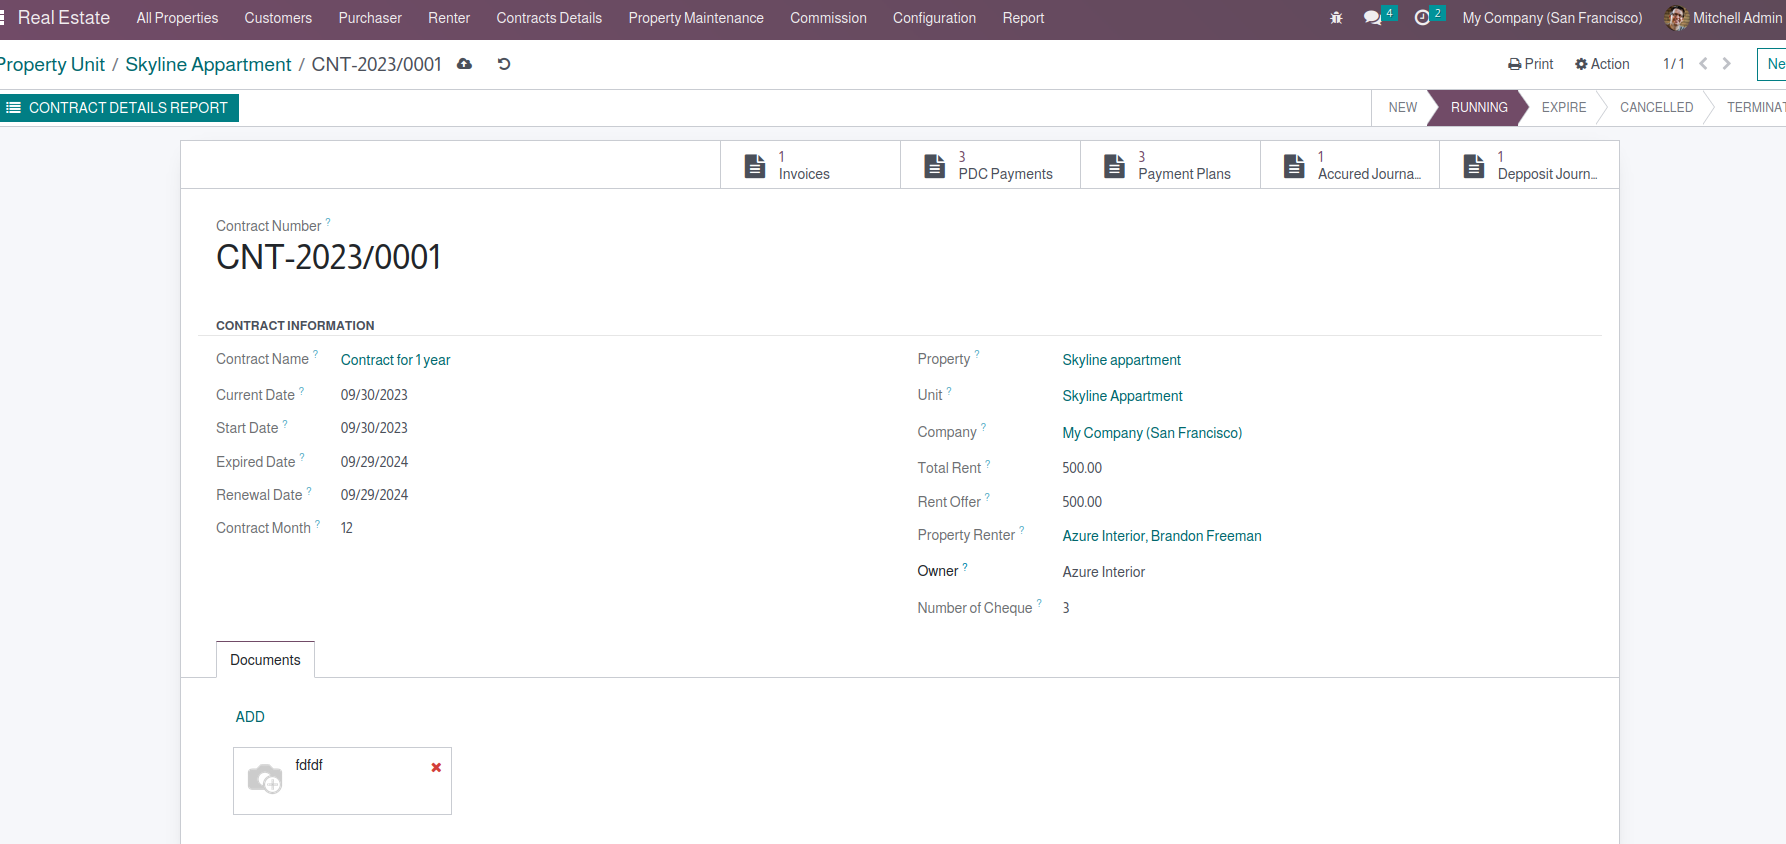 Real Estate All Properties Customers Purchaser Renter Contracts Details Property Maintenance Commission Configuration Report 4 2 My Company (San Francisco) Mitchell Admin
Property Unit / Skyline Appartment / CNT-2023/0001 Print Action 1 / 1 Ne
CONTRACT DETAILS REPORT NEW RUNNING EXPIRE CANCELLED TERMINAT
1 Invoices
3 PDC Payments
3 Payment Plans
1 Accured Journa...
1 Depposit Journ...
Contract Number ?
CNT-2023/0001
CONTRACT INFORMATION
Contract Name ? Contract for 1 year
Current Date ? 09/30/2023
Start Date ? 09/30/2023
Expired Date ? 09/29/2024
Renewal Date ? 09/29/2024
Contract Month ? 12
Property ? Skyline appartment
Unit ? Skyline Appartment
Company ? My Company (San Francisco)
Total Rent ? 500.00
Rent Offer ? 500.00
Property Renter ? Azure Interior, Brandon Freeman
Owner ? Azure Interior
Number of Cheque ? 3
Documents
ADD
fdfdf